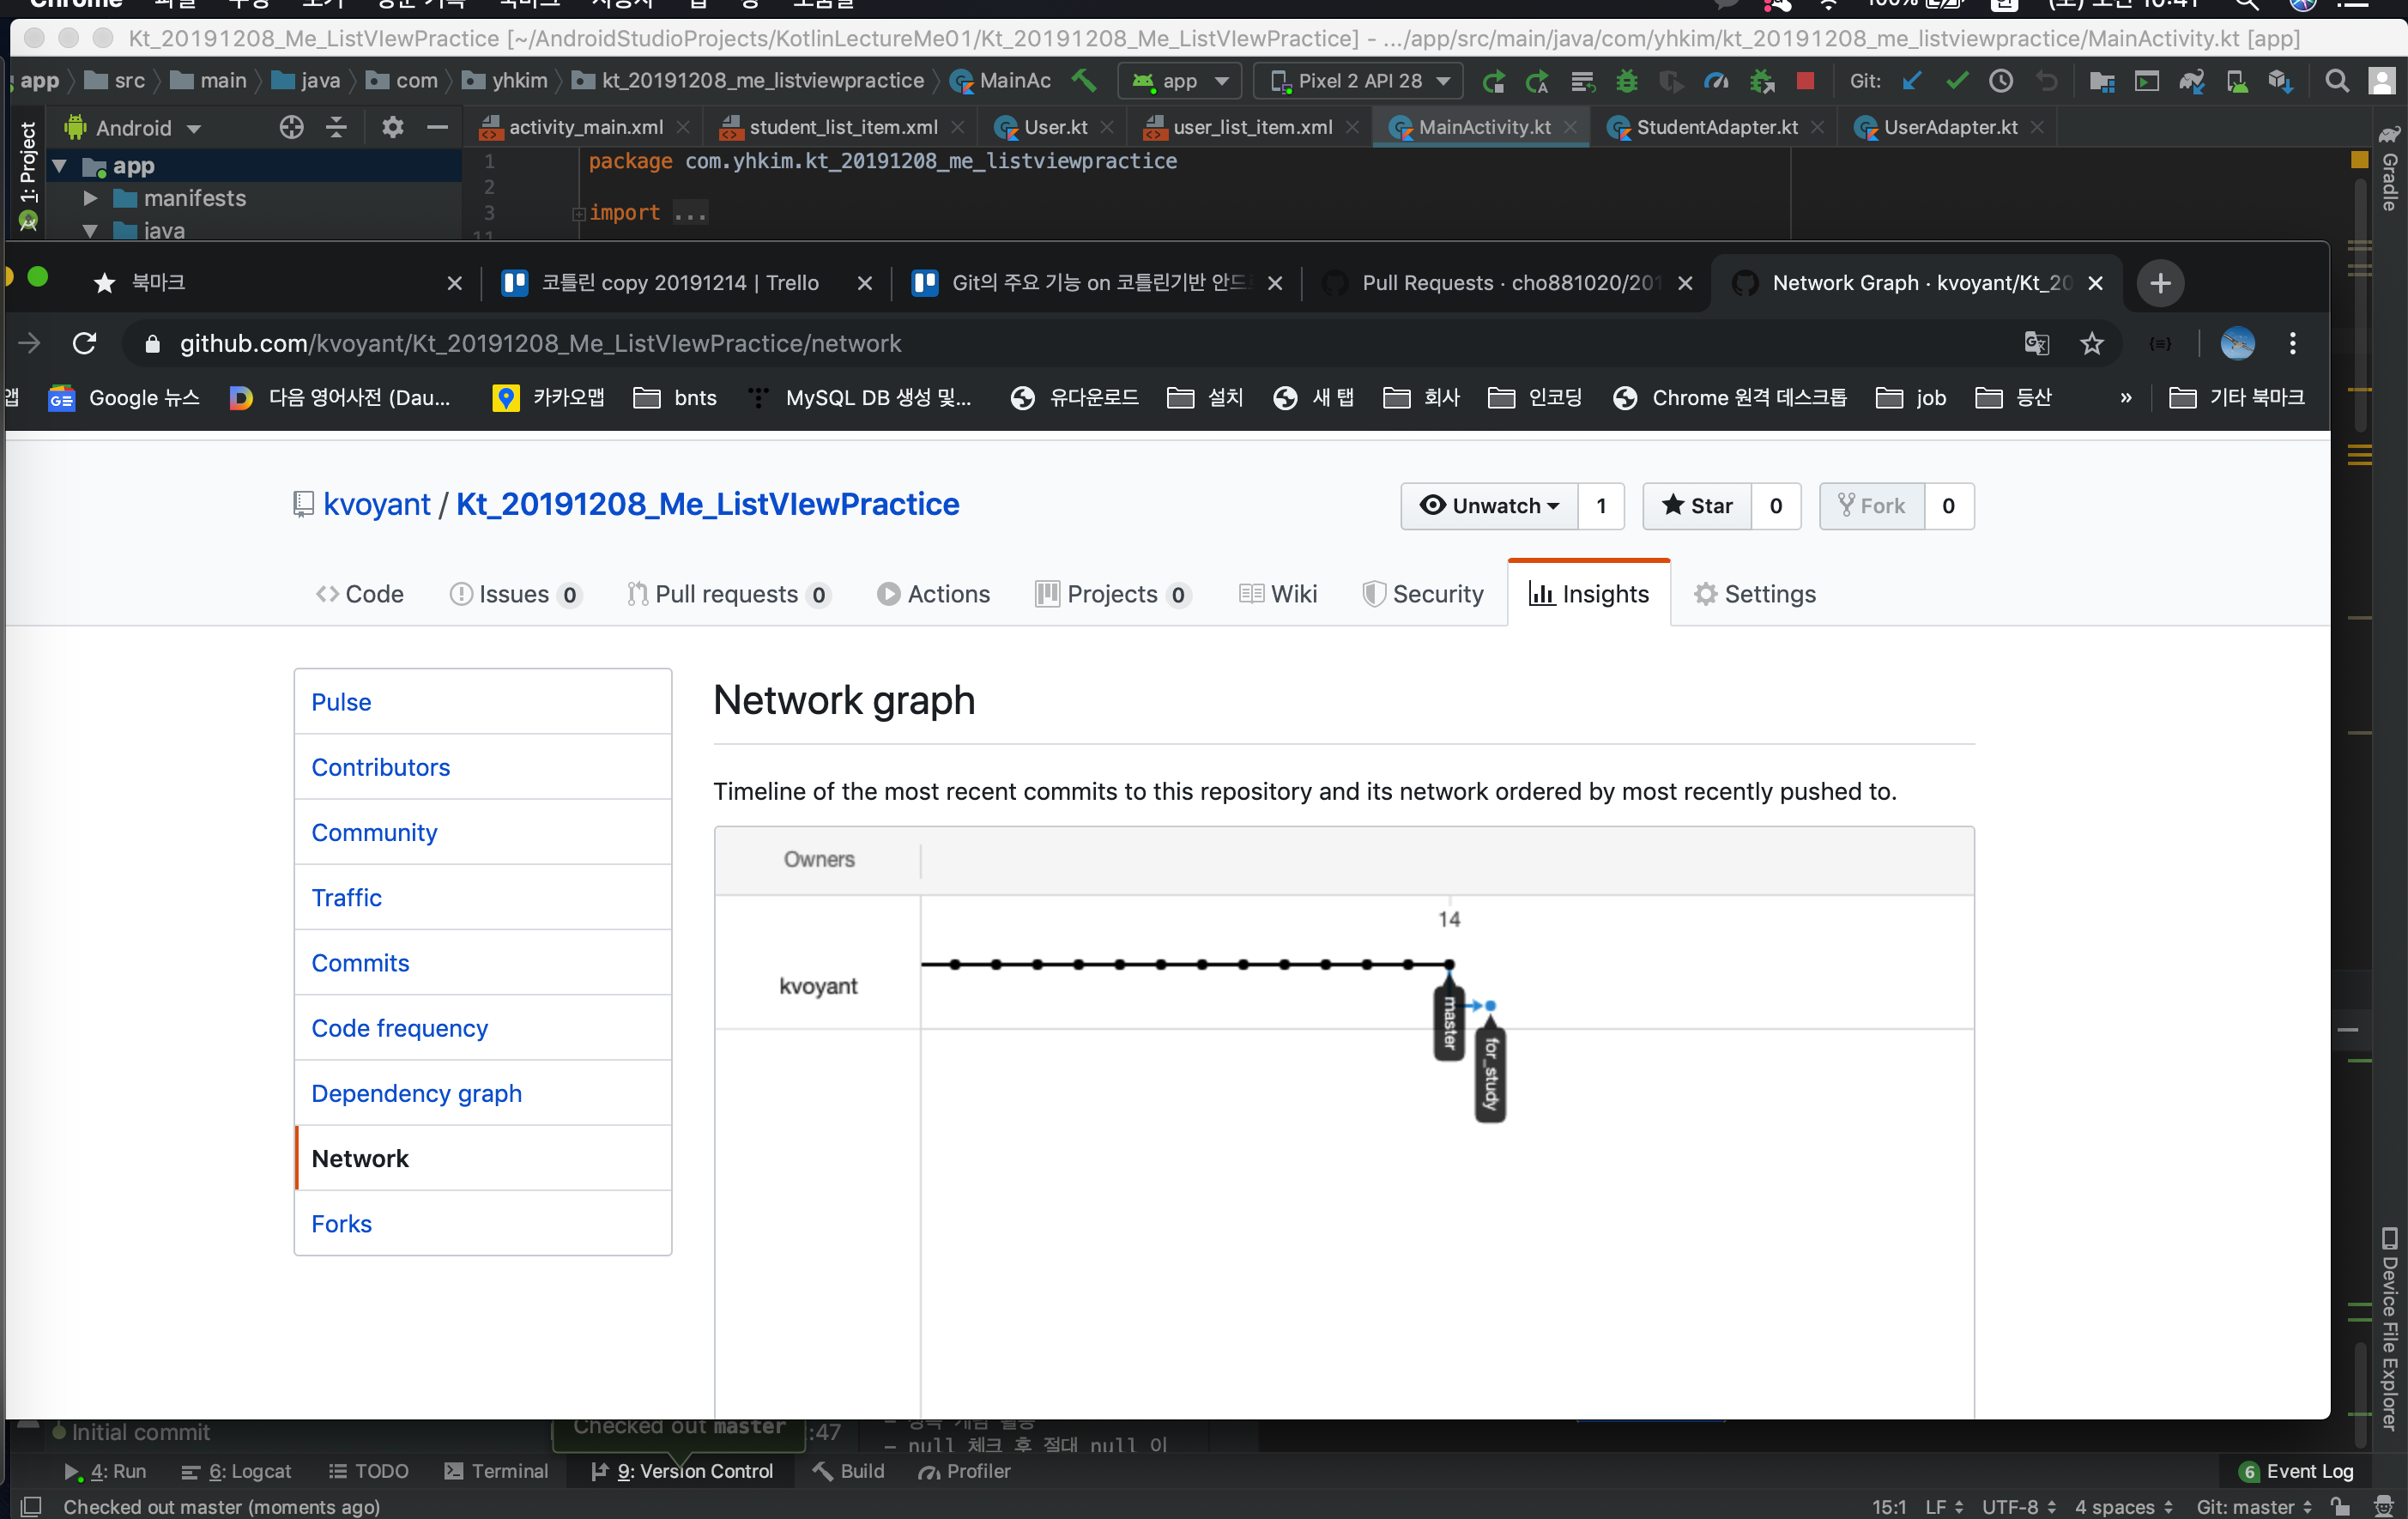 Chrome
Kt_20191208_Me_ListVIewPractice [~/AndroidStudioProjects/KotlinLectureMe01/Kt_20191208_Me_ListVIewPractice] - .../app/src/main/java/com/yhkim/kt_20191208_me_listviewpractice/MainActivity.kt [app]
app src main java com yhkim kt_20191208_me_listviewpractice MainAc app Pixel 2 API 28 Git:
Android activity_main.xml student_list_item.xml User.kt user_list_item.xml MainActivity.kt StudentAdapter.kt UserAdapter.kt
1: Project
Gradle
app
manifests
java
1 package com.yhkim.kt_20191208_me_listviewpractice
2
3 import ...
11
북마크 코틀린 copy 20191214 | Trello Git의 주요 기능 on 코틀린기반 안드 Pull Requests · cho881020/201 Network Graph · kvoyant/Kt_20
github.com/kvoyant/Kt_20191208_Me_ListVIewPractice/network
앱 Google 뉴스 다음 영어사전 (Dau... 카카오맵 bnts MySQL DB 생성 및... 유다운로드 설치 새 탭 회사 인코딩 Chrome 원격 데스크톱 job 등산 » 기타 북마크
kvoyant / Kt_20191208_Me_ListVIewPractice
Unwatch 1 Star 0 Fork 0
Code Issues 0 Pull requests 0 Actions Projects 0 Wiki Security Insights Settings
Pulse
Contributors
Community
Traffic
Commits
Code frequency
Dependency graph
Network
Forks
Network graph
Timeline of the most recent commits to this repository and its network ordered by most recently pushed to.
Owners
14
kvoyant
master
for_study
Device File Explorer
Initial commit
Checked out master
:47
– null 체크 후 절대 null 이
4: Run 6: Logcat TODO Terminal 9: Version Control Build Profiler 6 Event Log
Checked out master (moments ago) 15:1 LF UTF-8 4 spaces Git: master